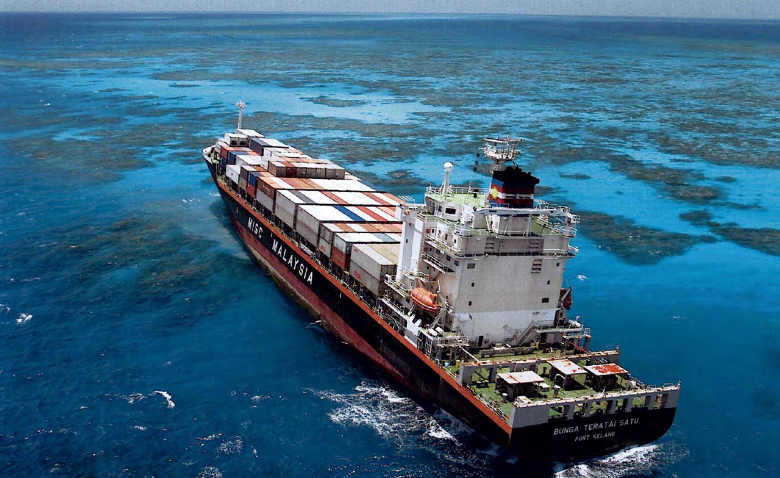 MISC MALAYSIA
BUNGA TERATAI SATU
PORT KELANG